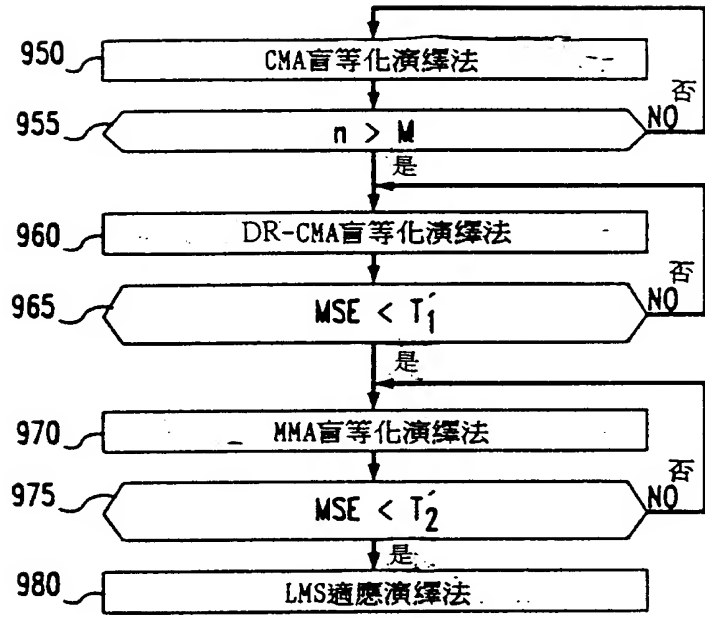 950 CMA盲等化演繹法
否
955 n > M NO
是
960 DR-CMA盲等化演繹法
否
965 MSE < T´1 NO
是
970 MMA盲等化演繹法
否
975 MSE < T´2 NO
是
980 LMS適應演繹法